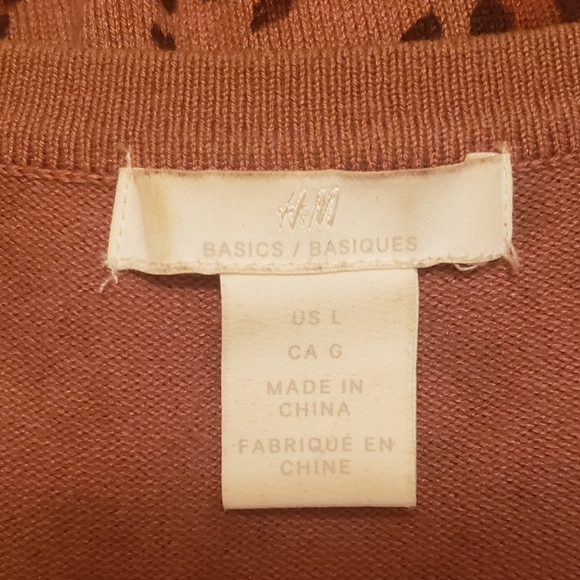 H&M
BASICS / BASIQUES
US L
CA G
MADE IN
CHINA
FABRIQUÉ EN
CHINE